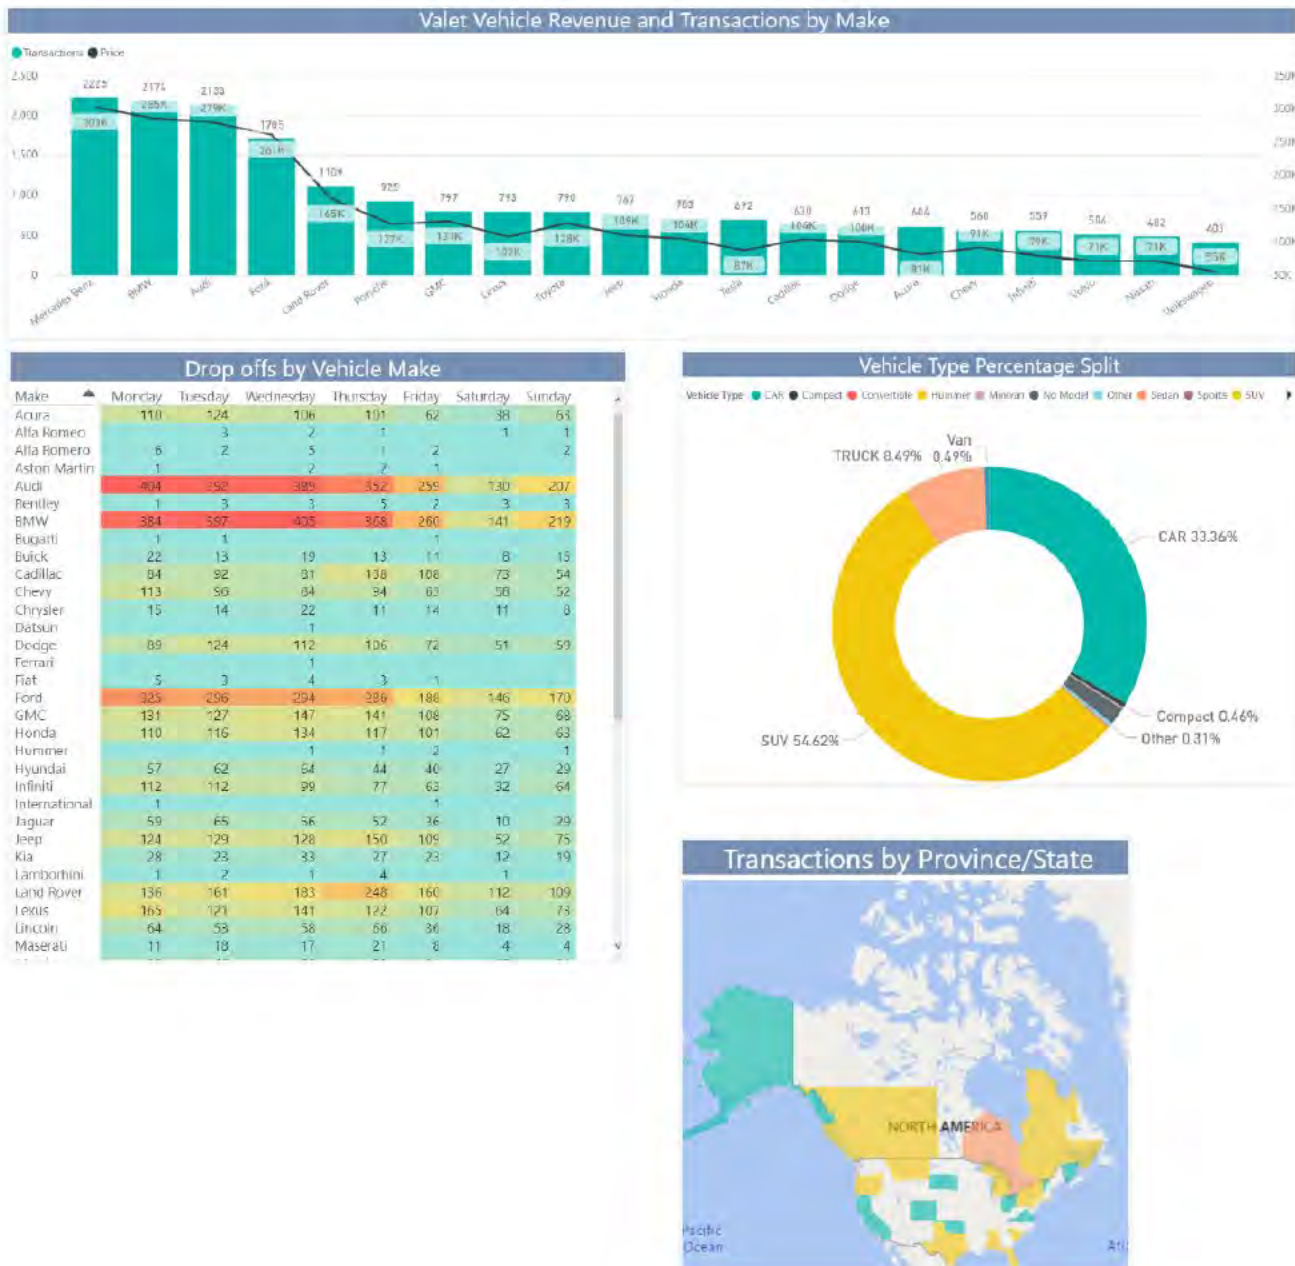 Valet Vehicle Revenue and Transactions by Make
Transactions Price
2,500
2225 2174 2133 1705 1109 925 797 793 790 767 703 692 630 613 604 560 559 504 482 403
2,000
1,500
1,000
500
0
300K
250K
200K
150K
100K
50K
303K 285K 279K 261K 165K 127K 131K 128K 109K 104K 87K 100K 81K 91K 79K 71K 71K
Mercedes Benz BMW Audi Ford Land Rover Porsche GMC Lexus Toyota Jeep Honda Tesla Cadillac Dodge Acura Chevy Infiniti Volvo Nissan Volkswagen
Drop offs by Vehicle Make
Make Monday Tuesday Wednesday Thursday Friday Saturday Sunday
Acura 110 124 106 101 62 38 63
Alfa Romeo 3 2 1 1 1
Alfa Romero 6 2 5 1 2 2
Aston Martin 1 2 2 1
Audi 404 392 389 352 259 130 207
Bentley 1 3 3 5 2 3 3
BMW 384 397 405 368 260 141 219
Bugatti 1 1 1
Buick 22 13 19 13 11 8 15
Cadillac 84 92 81 138 108 73 54
Chevy 113 96 84 94 63 58 52
Chrysler 15 14 22 11 14 11 8
Datsun 1
Dodge 89 124 112 106 72 51 59
Ferrari 1
Fiat 5 3 4 3 1
Ford 325 296 294 286 188 146 170
GMC 131 127 147 141 108 75 68
Honda 110 116 134 117 101 62 63
Hummer 1 1 2 1
Hyundai 57 62 64 44 40 27 29
Infiniti 112 112 99 77 63 32 64
International 1 1
Jaguar 59 65 56 52 36 10 29
Jeep 124 129 128 150 109 52 75
Kia 28 23 33 27 23 12 19
Lamborhini 1 2 1 4 1
Land Rover 136 161 183 248 160 112 109
Lexus 165 121 141 122 107 64 73
Lincoln 64 53 58 66 36 18 28
Maserati 11 18 17 21 8 4 4
Vehicle Type Percentage Split
Vehicle Type CAR Compact Convertible Hummer Minivan No Model Other Sedan Sports SUV
Van
TRUCK 8.49% 0.49%
CAR 33.36%
Compact 0.46%
Other 0.31%
SUV 54.62%
Transactions by Province/State
NORTH AMERICA
Pacific
Ocean